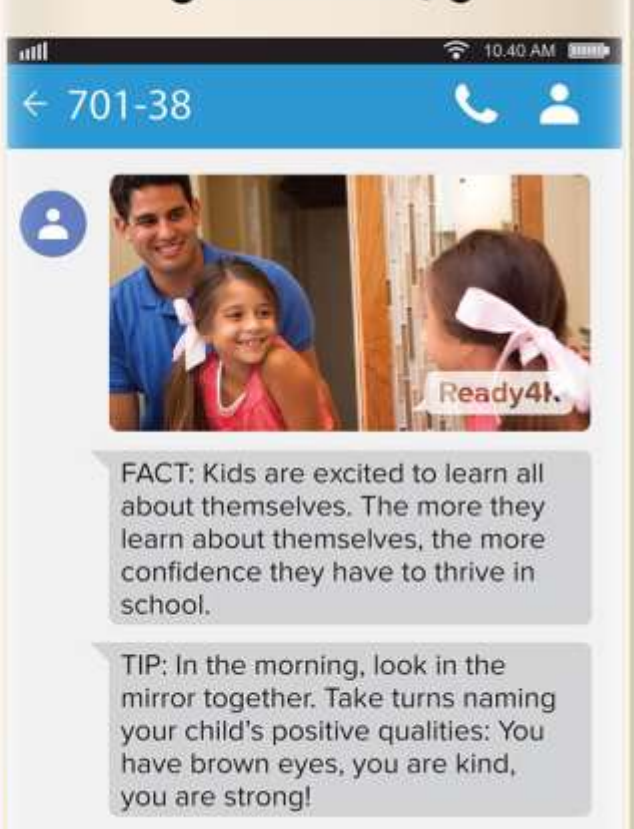 10.40 AM
701-38
Ready4K
FACT: Kids are excited to learn all
about themselves. The more they
learn about themselves, the more
confidence they have to thrive in
school.
TIP: In the morning, look in the
mirror together. Take turns naming
your child's positive qualities: You
have brown eyes, you are kind,
you are strong!